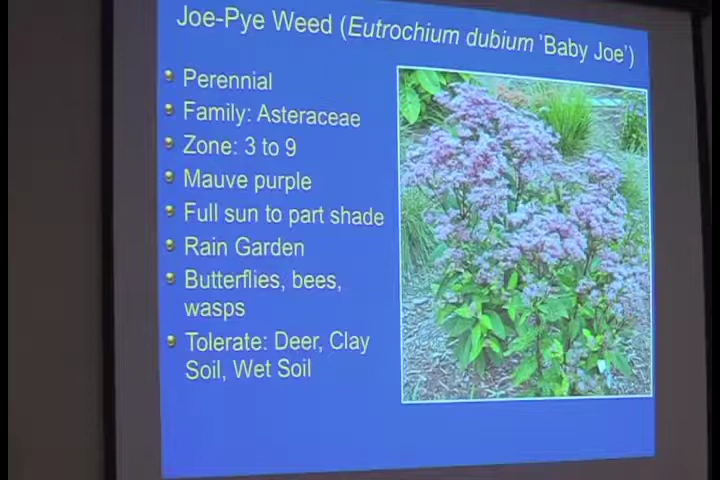 Joe-Pye Weed (Eutrochium dubium 'Baby Joe')
Perennial
Family: Asteraceae
Zone: 3 to 9
Mauve purple
Full sun to part shade
Rain Garden
Butterflies, bees,
wasps
Tolerate: Deer, Clay
Soil, Wet Soil